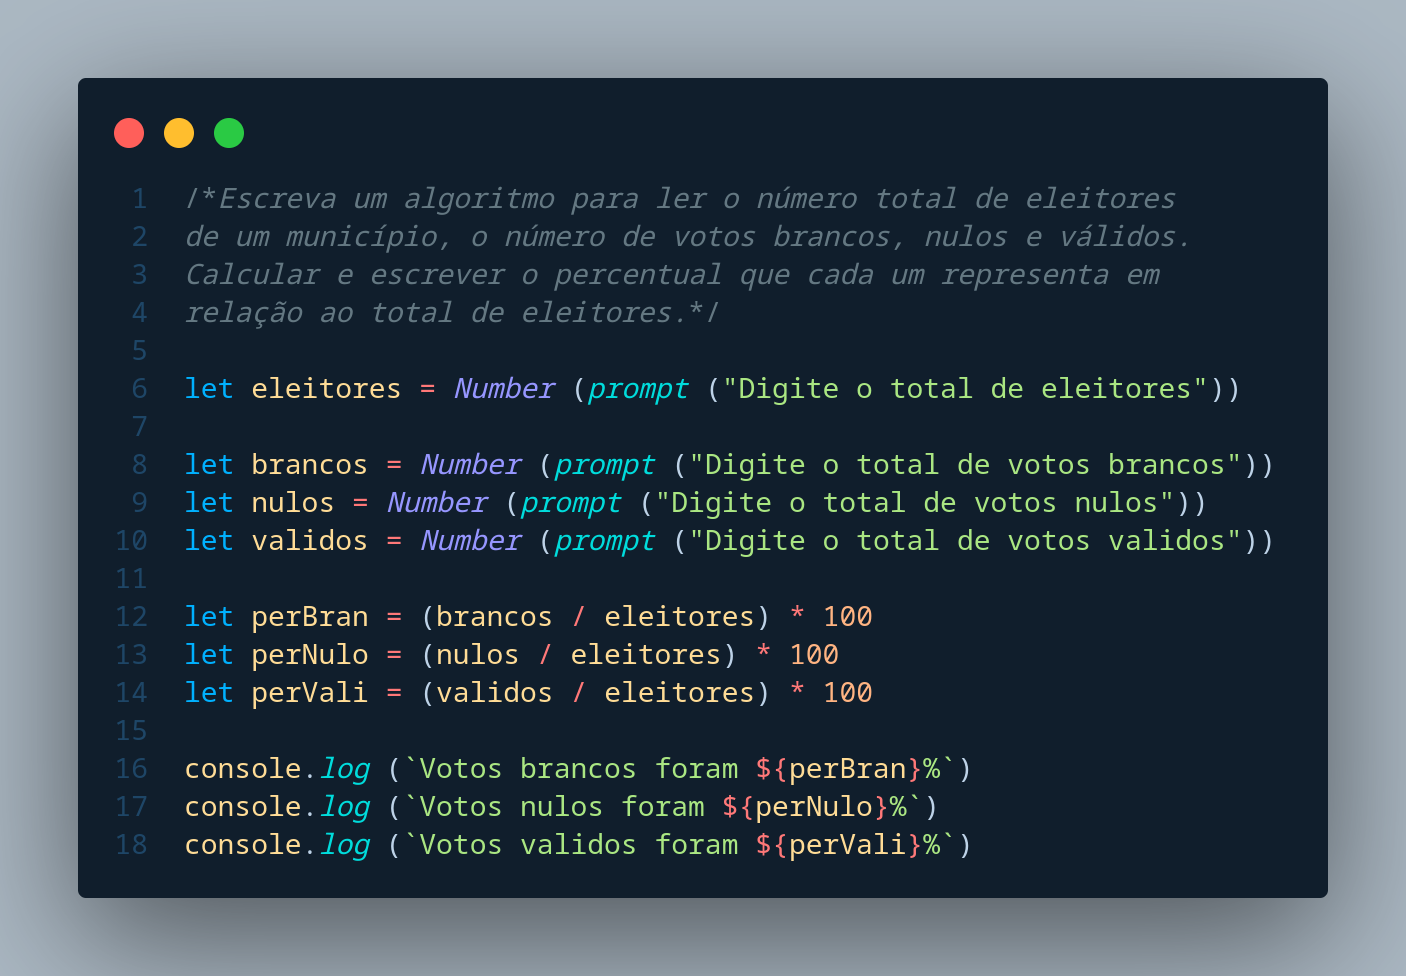 1 /*Escreva um algoritmo para ler o número total de eleitores
2 de um município, o número de votos brancos, nulos e válidos.
3 Calcular e escrever o percentual que cada um representa em
4 relação ao total de eleitores.*/
5
6 let eleitores = Number (prompt ("Digite o total de eleitores"))
7
8 let brancos = Number (prompt ("Digite o total de votos brancos"))
9 let nulos = Number (prompt ("Digite o total de votos nulos"))
10 let validos = Number (prompt ("Digite o total de votos validos"))
11
12 let perBran = (brancos / eleitores) * 100
13 let perNulo = (nulos / eleitores) * 100
14 let perVali = (validos / eleitores) * 100
15
16 console.log (`Votos brancos foram ${perBran}%`)
17 console.log (`Votos nulos foram ${perNulo}%`)
18 console.log (`Votos validos foram ${perVali}%`)